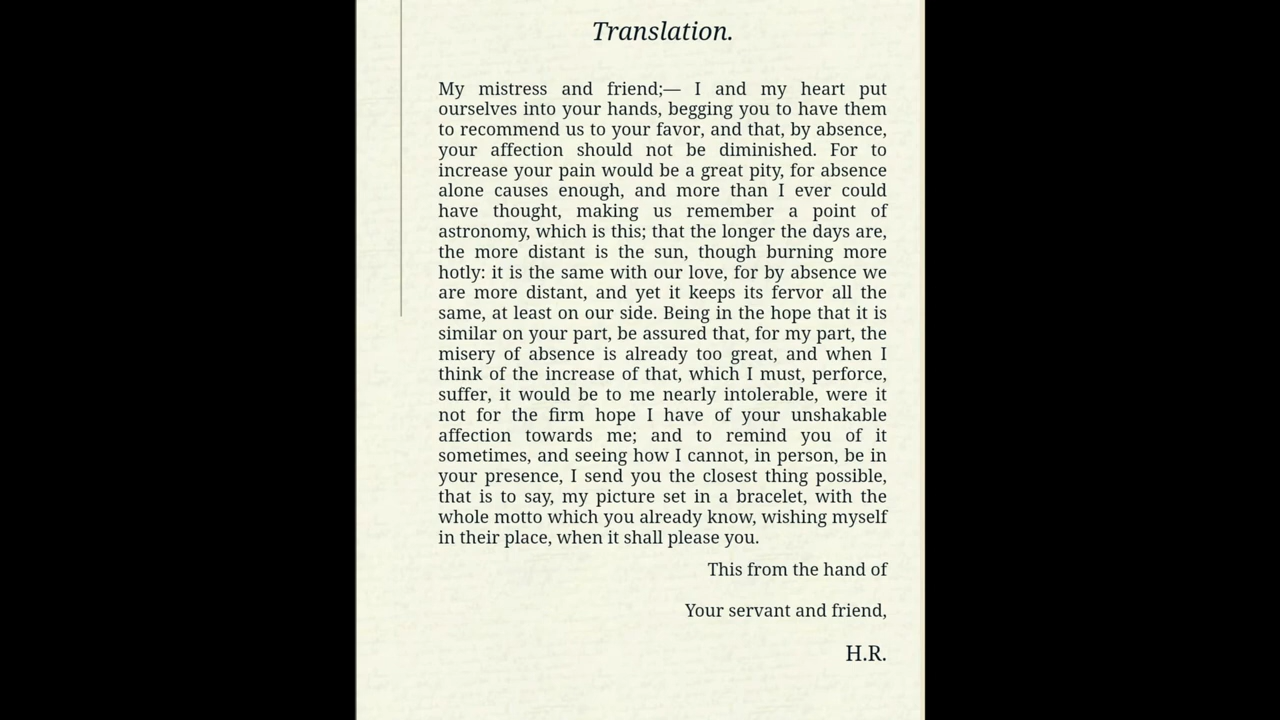 Translation.
My mistress and friend;— I and my heart put
ourselves into your hands, begging you to have them
to recommend us to your favor, and that, by absence,
your affection should not be diminished. For to
increase your pain would be a great pity, for absence
alone causes enough, and more than I ever could
have thought, making us remember a point of
astronomy, which is this; that the longer the days are,
the more distant is the sun, though burning more
hotly: it is the same with our love, for by absence we
are more distant, and yet it keeps its fervor all the
same, at least on our side. Being in the hope that it is
similar on your part, be assured that, for my part, the
misery of absence is already too great, and when I
think of the increase of that, which I must, perforce,
suffer, it would be to me nearly intolerable, were it
not for the firm hope I have of your unshakable
affection towards me; and to remind you of it
sometimes, and seeing how I cannot, in person, be in
your presence, I send you the closest thing possible,
that is to say, my picture set in a bracelet, with the
whole motto which you already know, wishing myself
in their place, when it shall please you.
This from the hand of
Your servant and friend,
H.R.